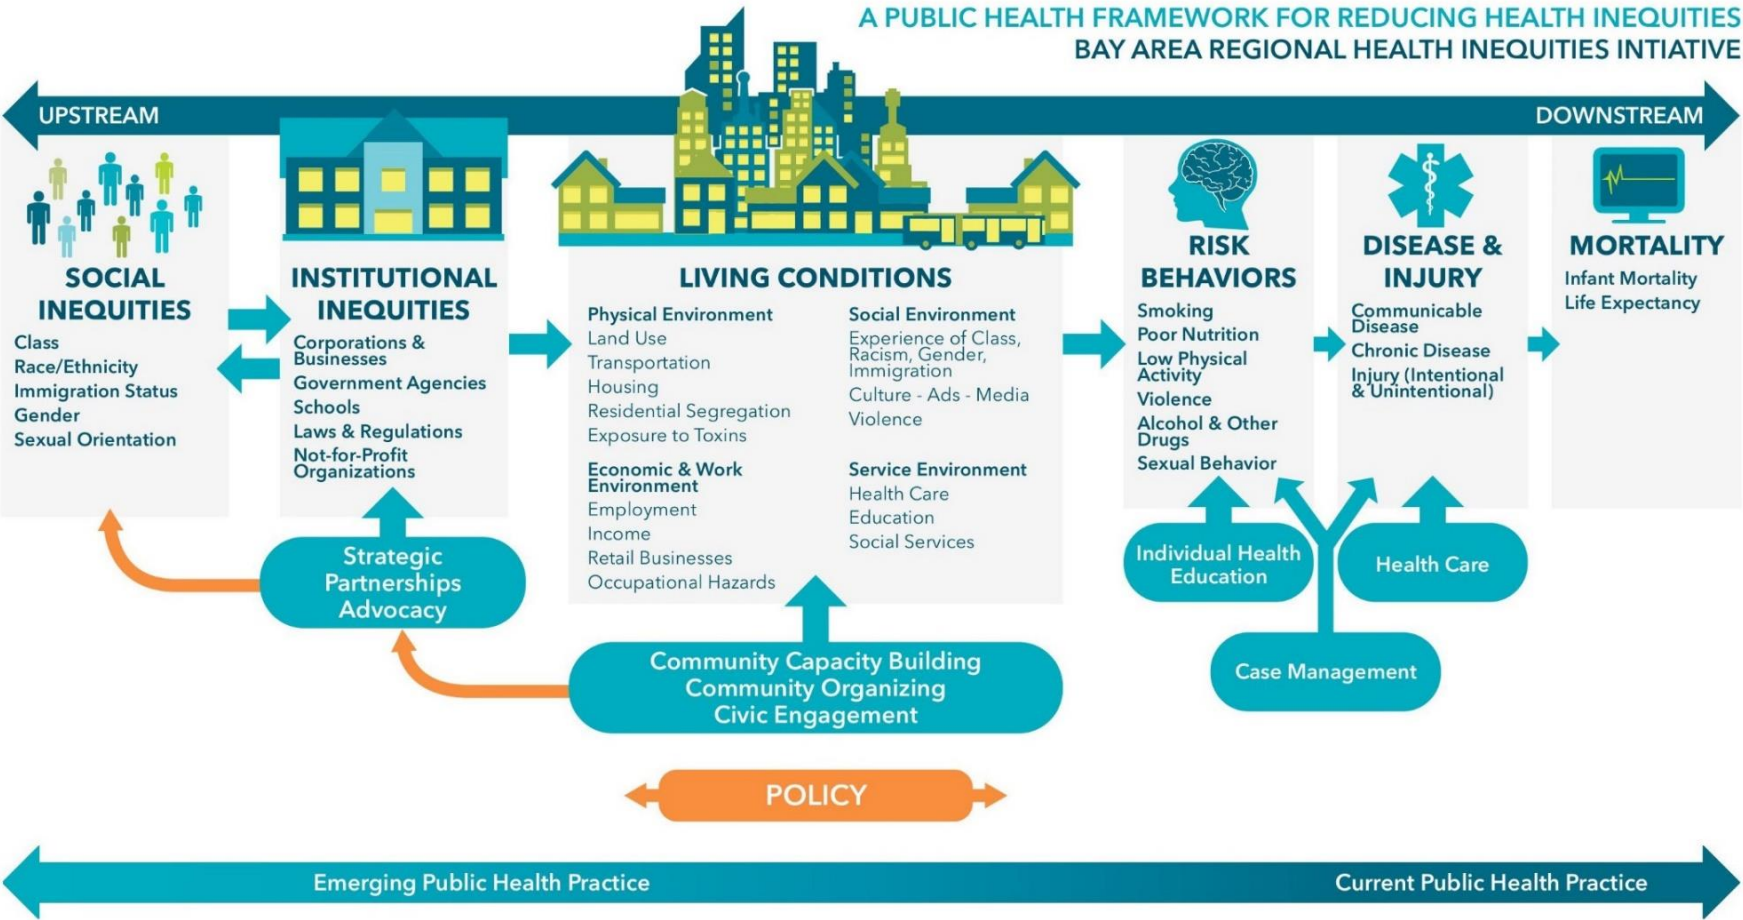 A PUBLIC HEALTH FRAMEWORK FOR REDUCING HEALTH INEQUITIES
BAY AREA REGIONAL HEALTH INEQUITIES INTIATIVE
UPSTREAM
DOWNSTREAM
SOCIAL
INEQUITIES
Class
Race/Ethnicity
Immigration Status
Gender
Sexual Orientation
INSTITUTIONAL
INEQUITIES
Corporations &
Businesses
Government Agencies
Schools
Laws & Regulations
Not-for-Profit
Organizations
LIVING CONDITIONS
Physical Environment
Land Use
Transportation
Housing
Residential Segregation
Exposure to Toxins
Economic & Work
Environment
Employment
Income
Retail Businesses
Occupational Hazards
Social Environment
Experience of Class,
Racism, Gender,
Immigration
Culture - Ads - Media
Violence
Service Environment
Health Care
Education
Social Services
RISK
BEHAVIORS
Smoking
Poor Nutrition
Low Physical
Activity
Violence
Alcohol & Other
Drugs
Sexual Behavior
DISEASE &
INJURY
Communicable
Disease
Chronic Disease
Injury (Intentional
& Unintentional)
MORTALITY
Infant Mortality
Life Expectancy
Strategic
Partnerships
Advocacy
Community Capacity Building
Community Organizing
Civic Engagement
Individual Health
Education
Health Care
Case Management
POLICY
Emerging Public Health Practice
Current Public Health Practice